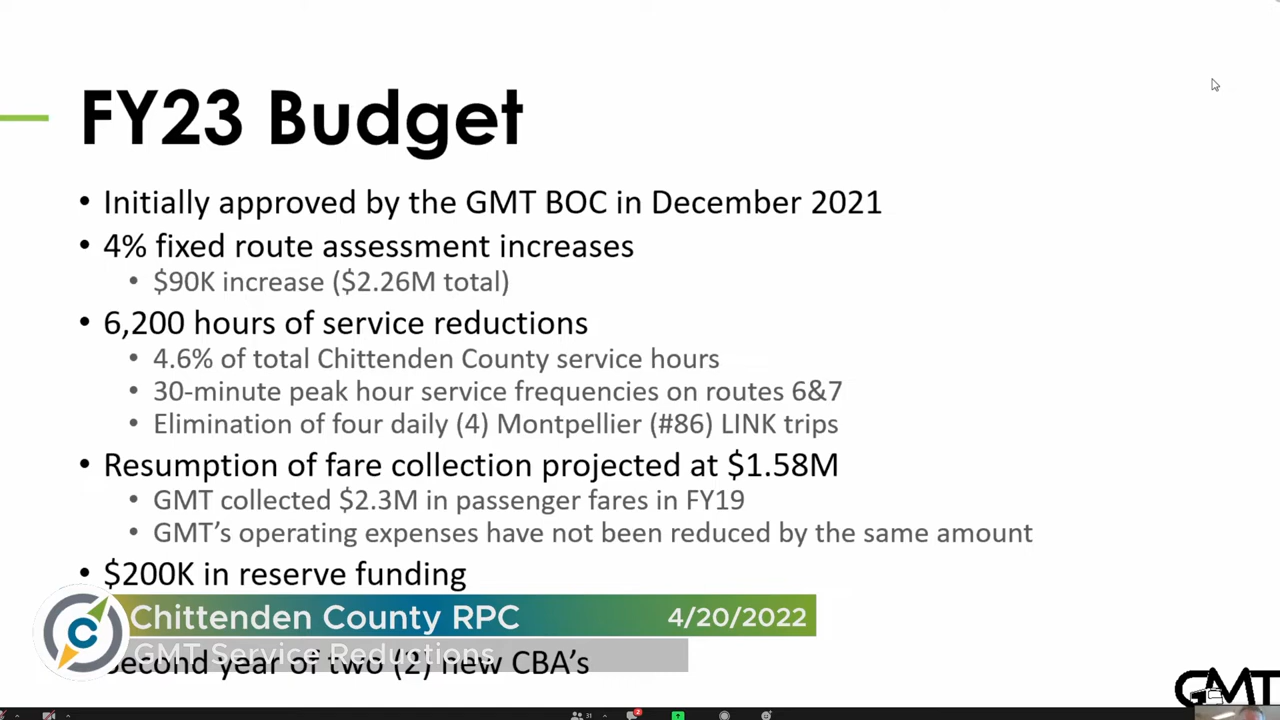 FY23 Budget
• Initially approved by the GMT BOC in December 2021
• 4% fixed route assessment increases
• $90K increase ($2.26M total)
• 6,200 hours of service reductions
• 4.6% of total Chittenden County service hours
• 30-minute peak hour service frequencies on routes 6&7
• Elimination of four daily (4) Montpellier (#86) LINK trips
• Resumption of fare collection projected at $1.58M
• GMT collected $2.3M in passenger fares in FY19
• GMT's operating expenses have not been reduced by the same amount
• $200K in reserve funding
C
Chittenden County RPC
4/20/2022
GMT Service Reductions
Second year of two (2) new CBA's
GMT
31
2